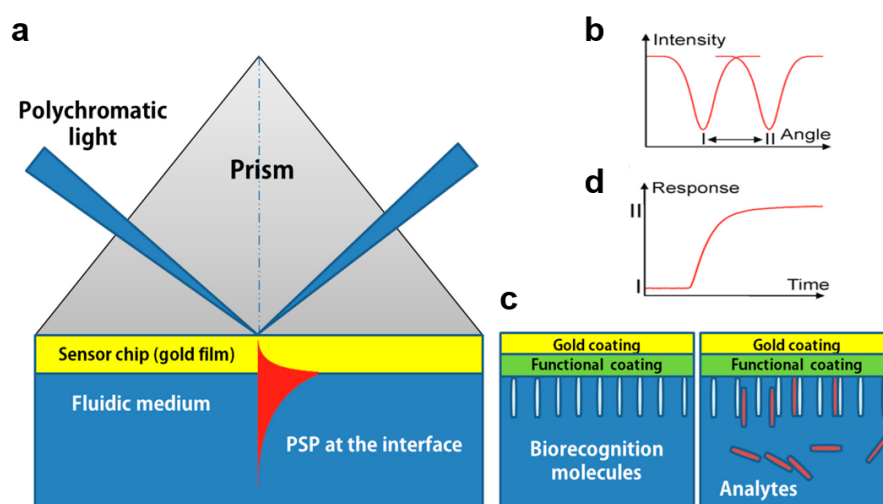 a
Polychromatic
light
Prism
Sensor chip (gold film)
Fluidic medium
PSP at the interface
b
Intensity
I
II
Angle
d
Response
II
I
Time
c
Gold coating
Functional coating
Biorecognition
molecules
Gold coating
Functional coating
Analytes